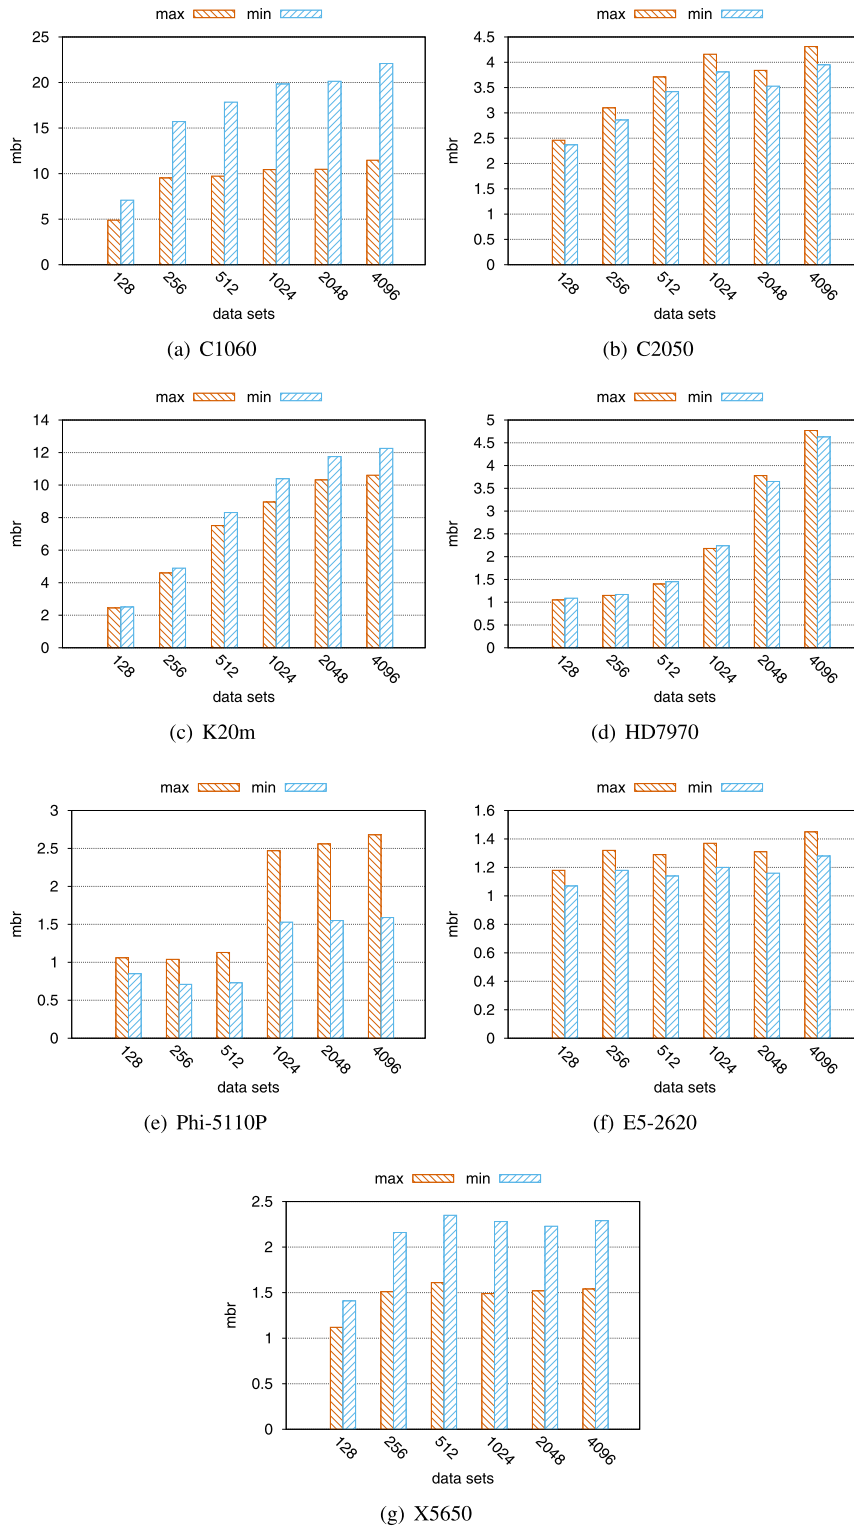 max min
25
20
15
10
5
0
mbr
128 256 512 1024 2048 4096
data sets
(a) C1060
max min
4.5
4
3.5
3
2.5
2
1.5
1
0.5
0
mbr
128 256 512 1024 2048 4096
data sets
(b) C2050
max min
14
12
10
8
6
4
2
0
mbr
128 256 512 1024 2048 4096
data sets
(c) K20m
max min
5
4.5
4
3.5
3
2.5
2
1.5
1
0.5
0
mbr
128 256 512 1024 2048 4096
data sets
(d) HD7970
max min
3
2.5
2
1.5
1
0.5
0
mbr
128 256 512 1024 2048 4096
data sets
(e) Phi-5110P
max min
1.6
1.4
1.2
1
0.8
0.6
0.4
0.2
0
mbr
128 256 512 1024 2048 4096
data sets
(f) E5-2620
max min
2.5
2
1.5
1
0.5
0
mbr
128 256 512 1024 2048 4096
data sets
(g) X5650